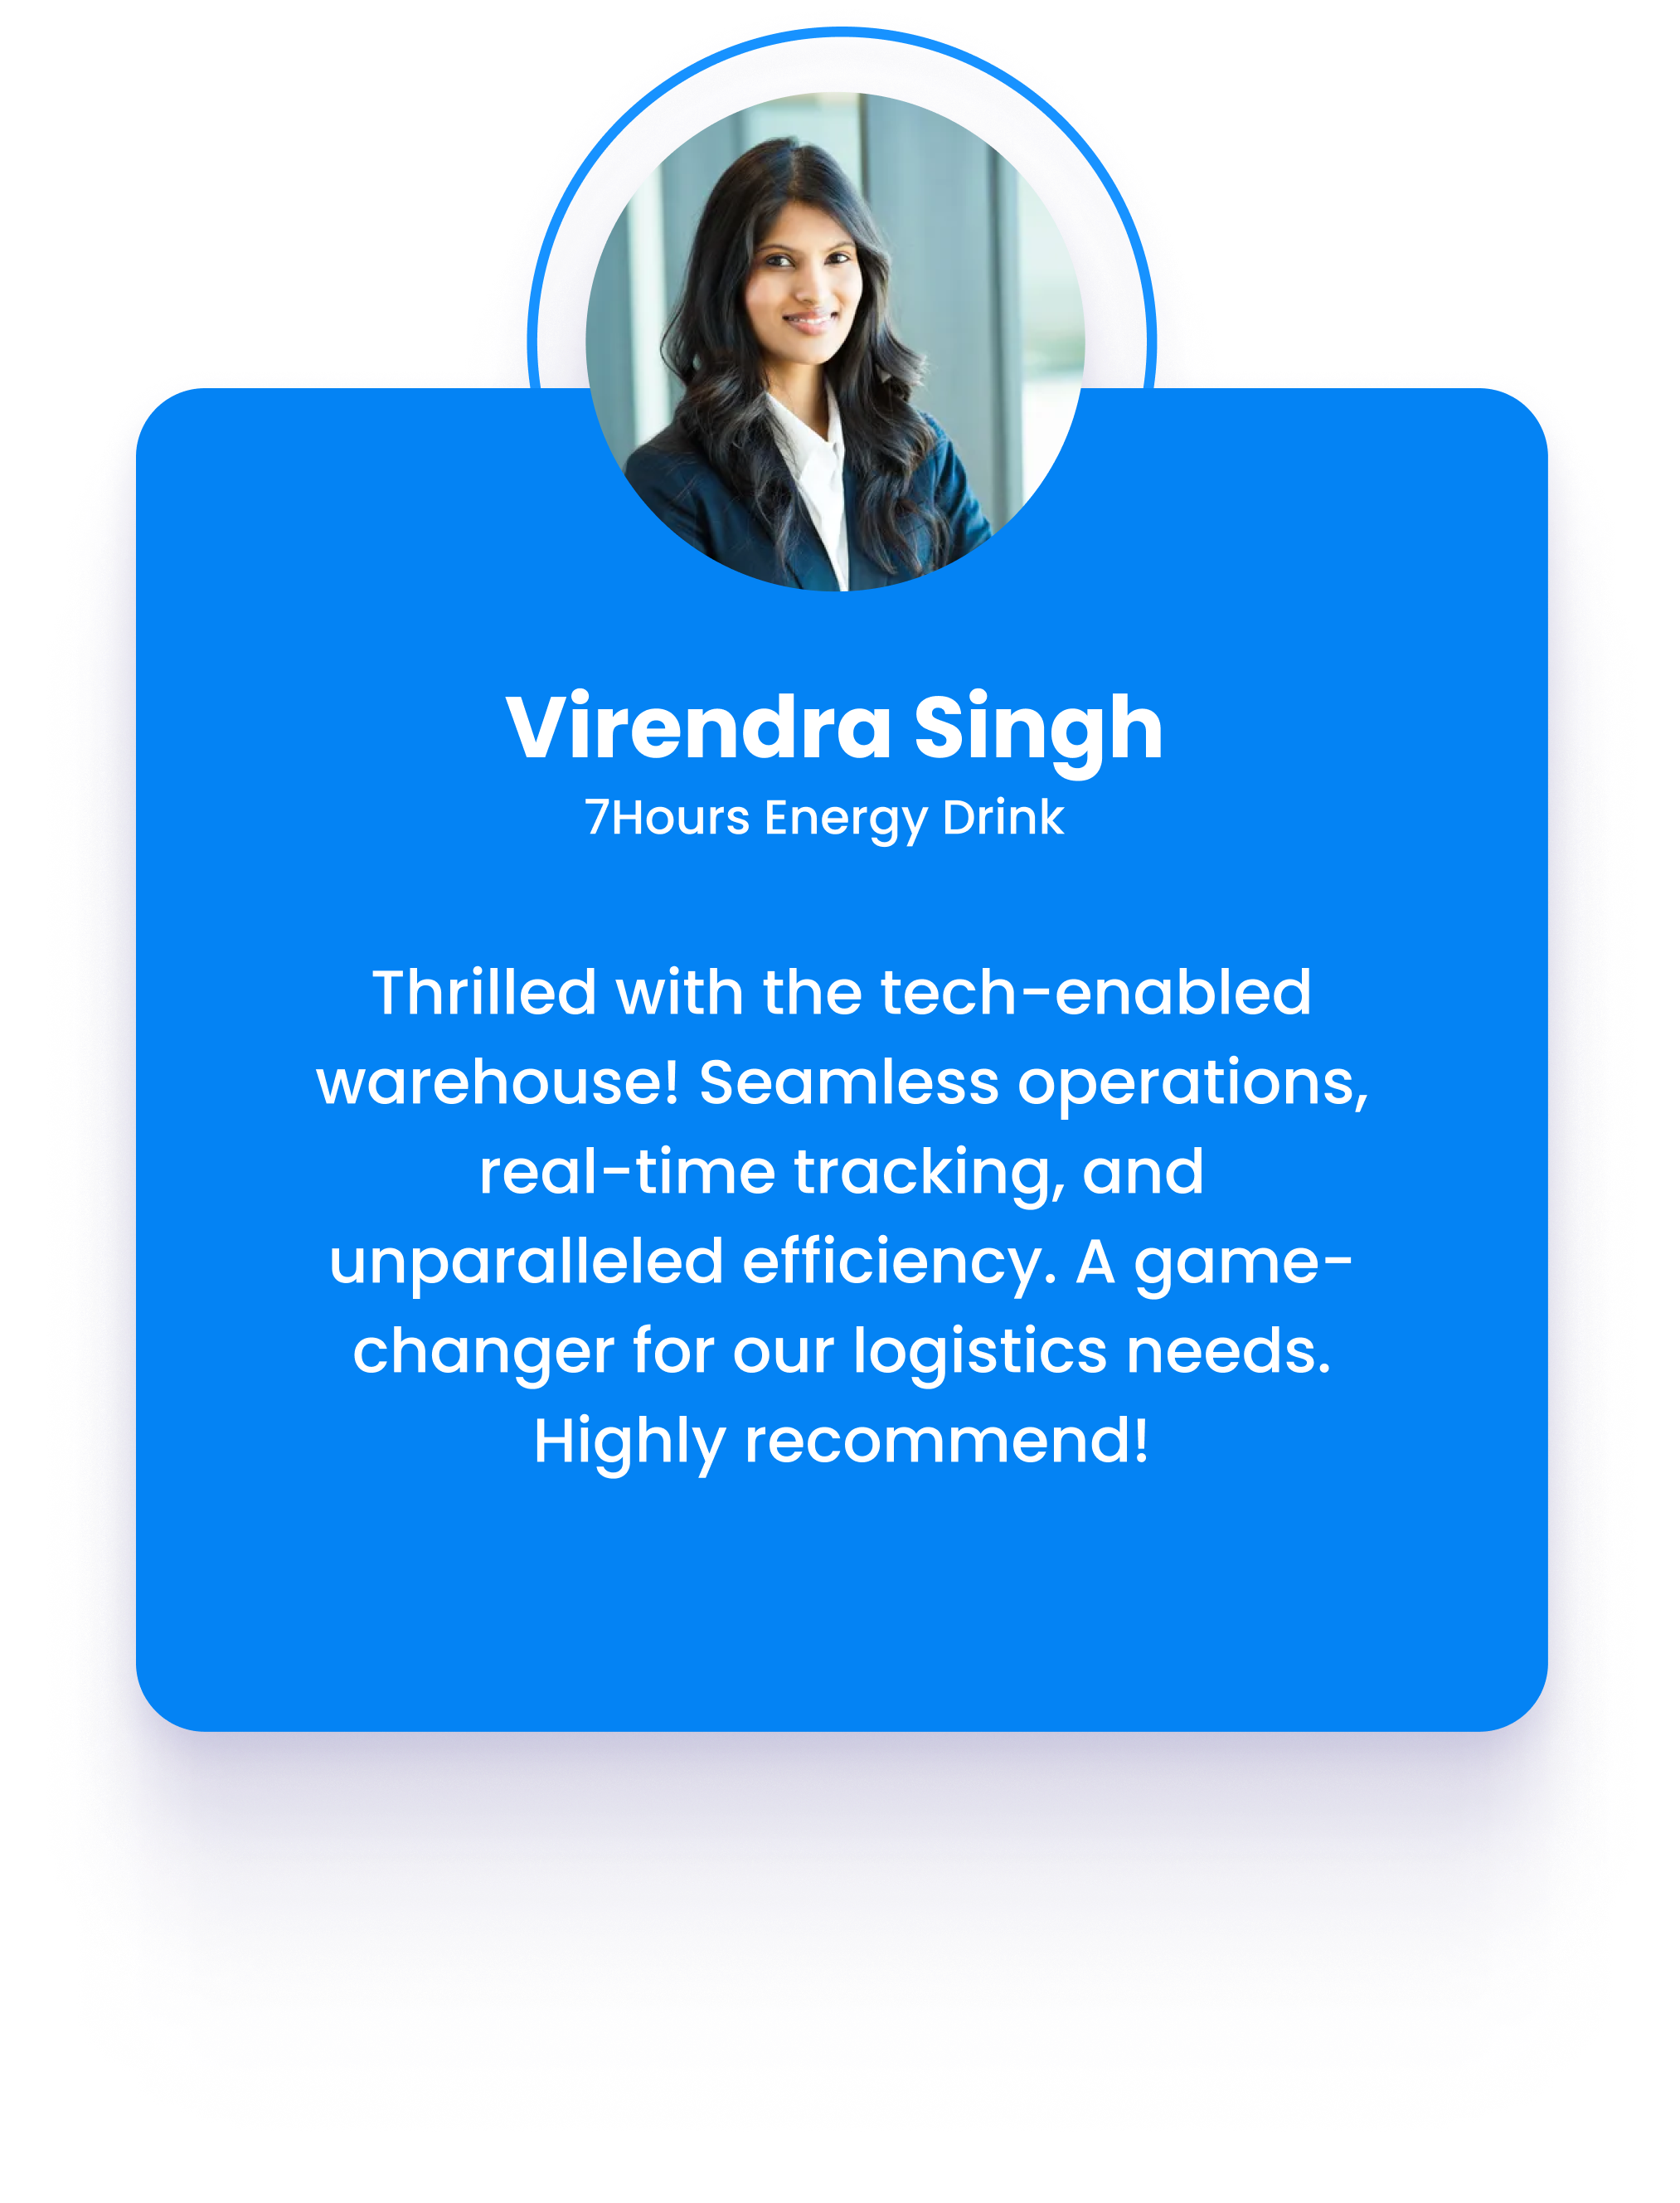 Virendra Singh
7Hours Energy Drink
Thrilled with the tech-enabled
warehouse! Seamless operations,
real-time tracking, and
unparalleled efficiency. A game-
changer for our logistics needs.
Highly recommend!